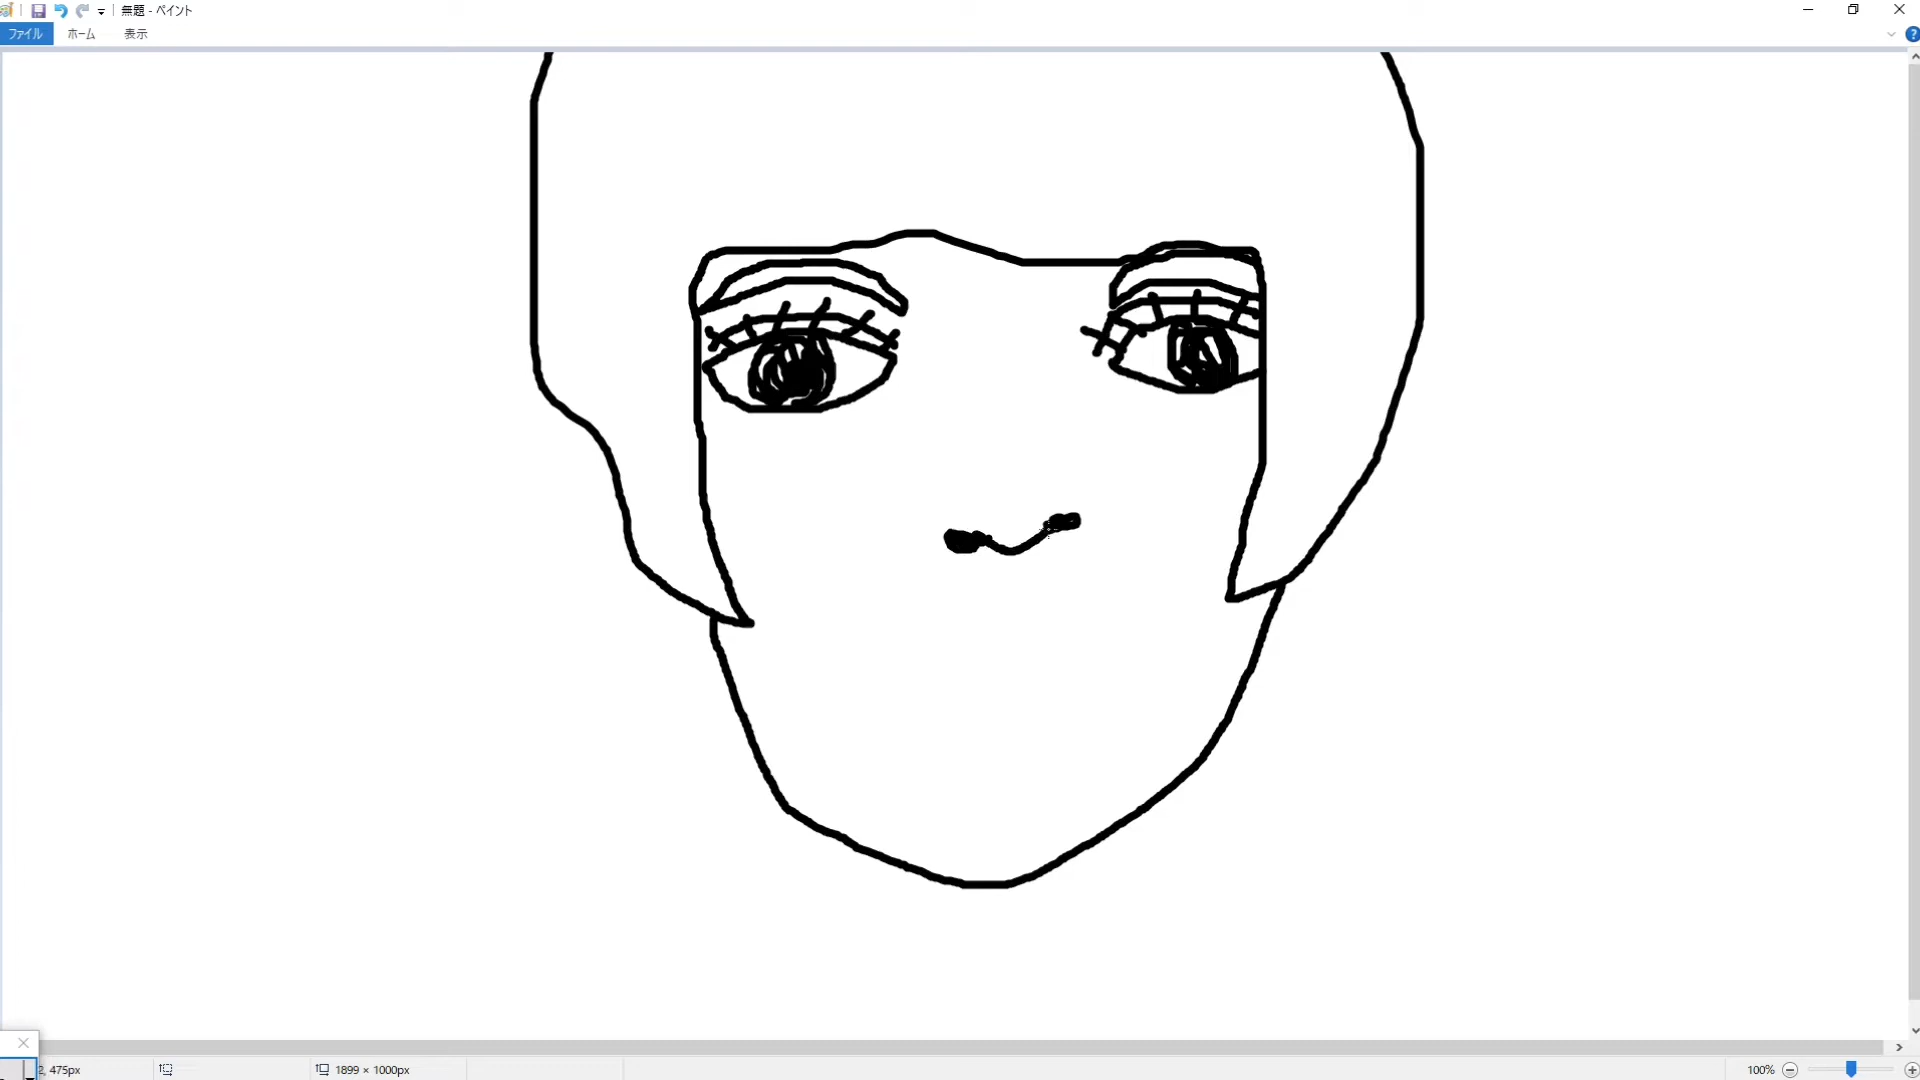 無題 - ペイント
ファイル ホーム 表示
2, 475px 1899 × 1000px 100%